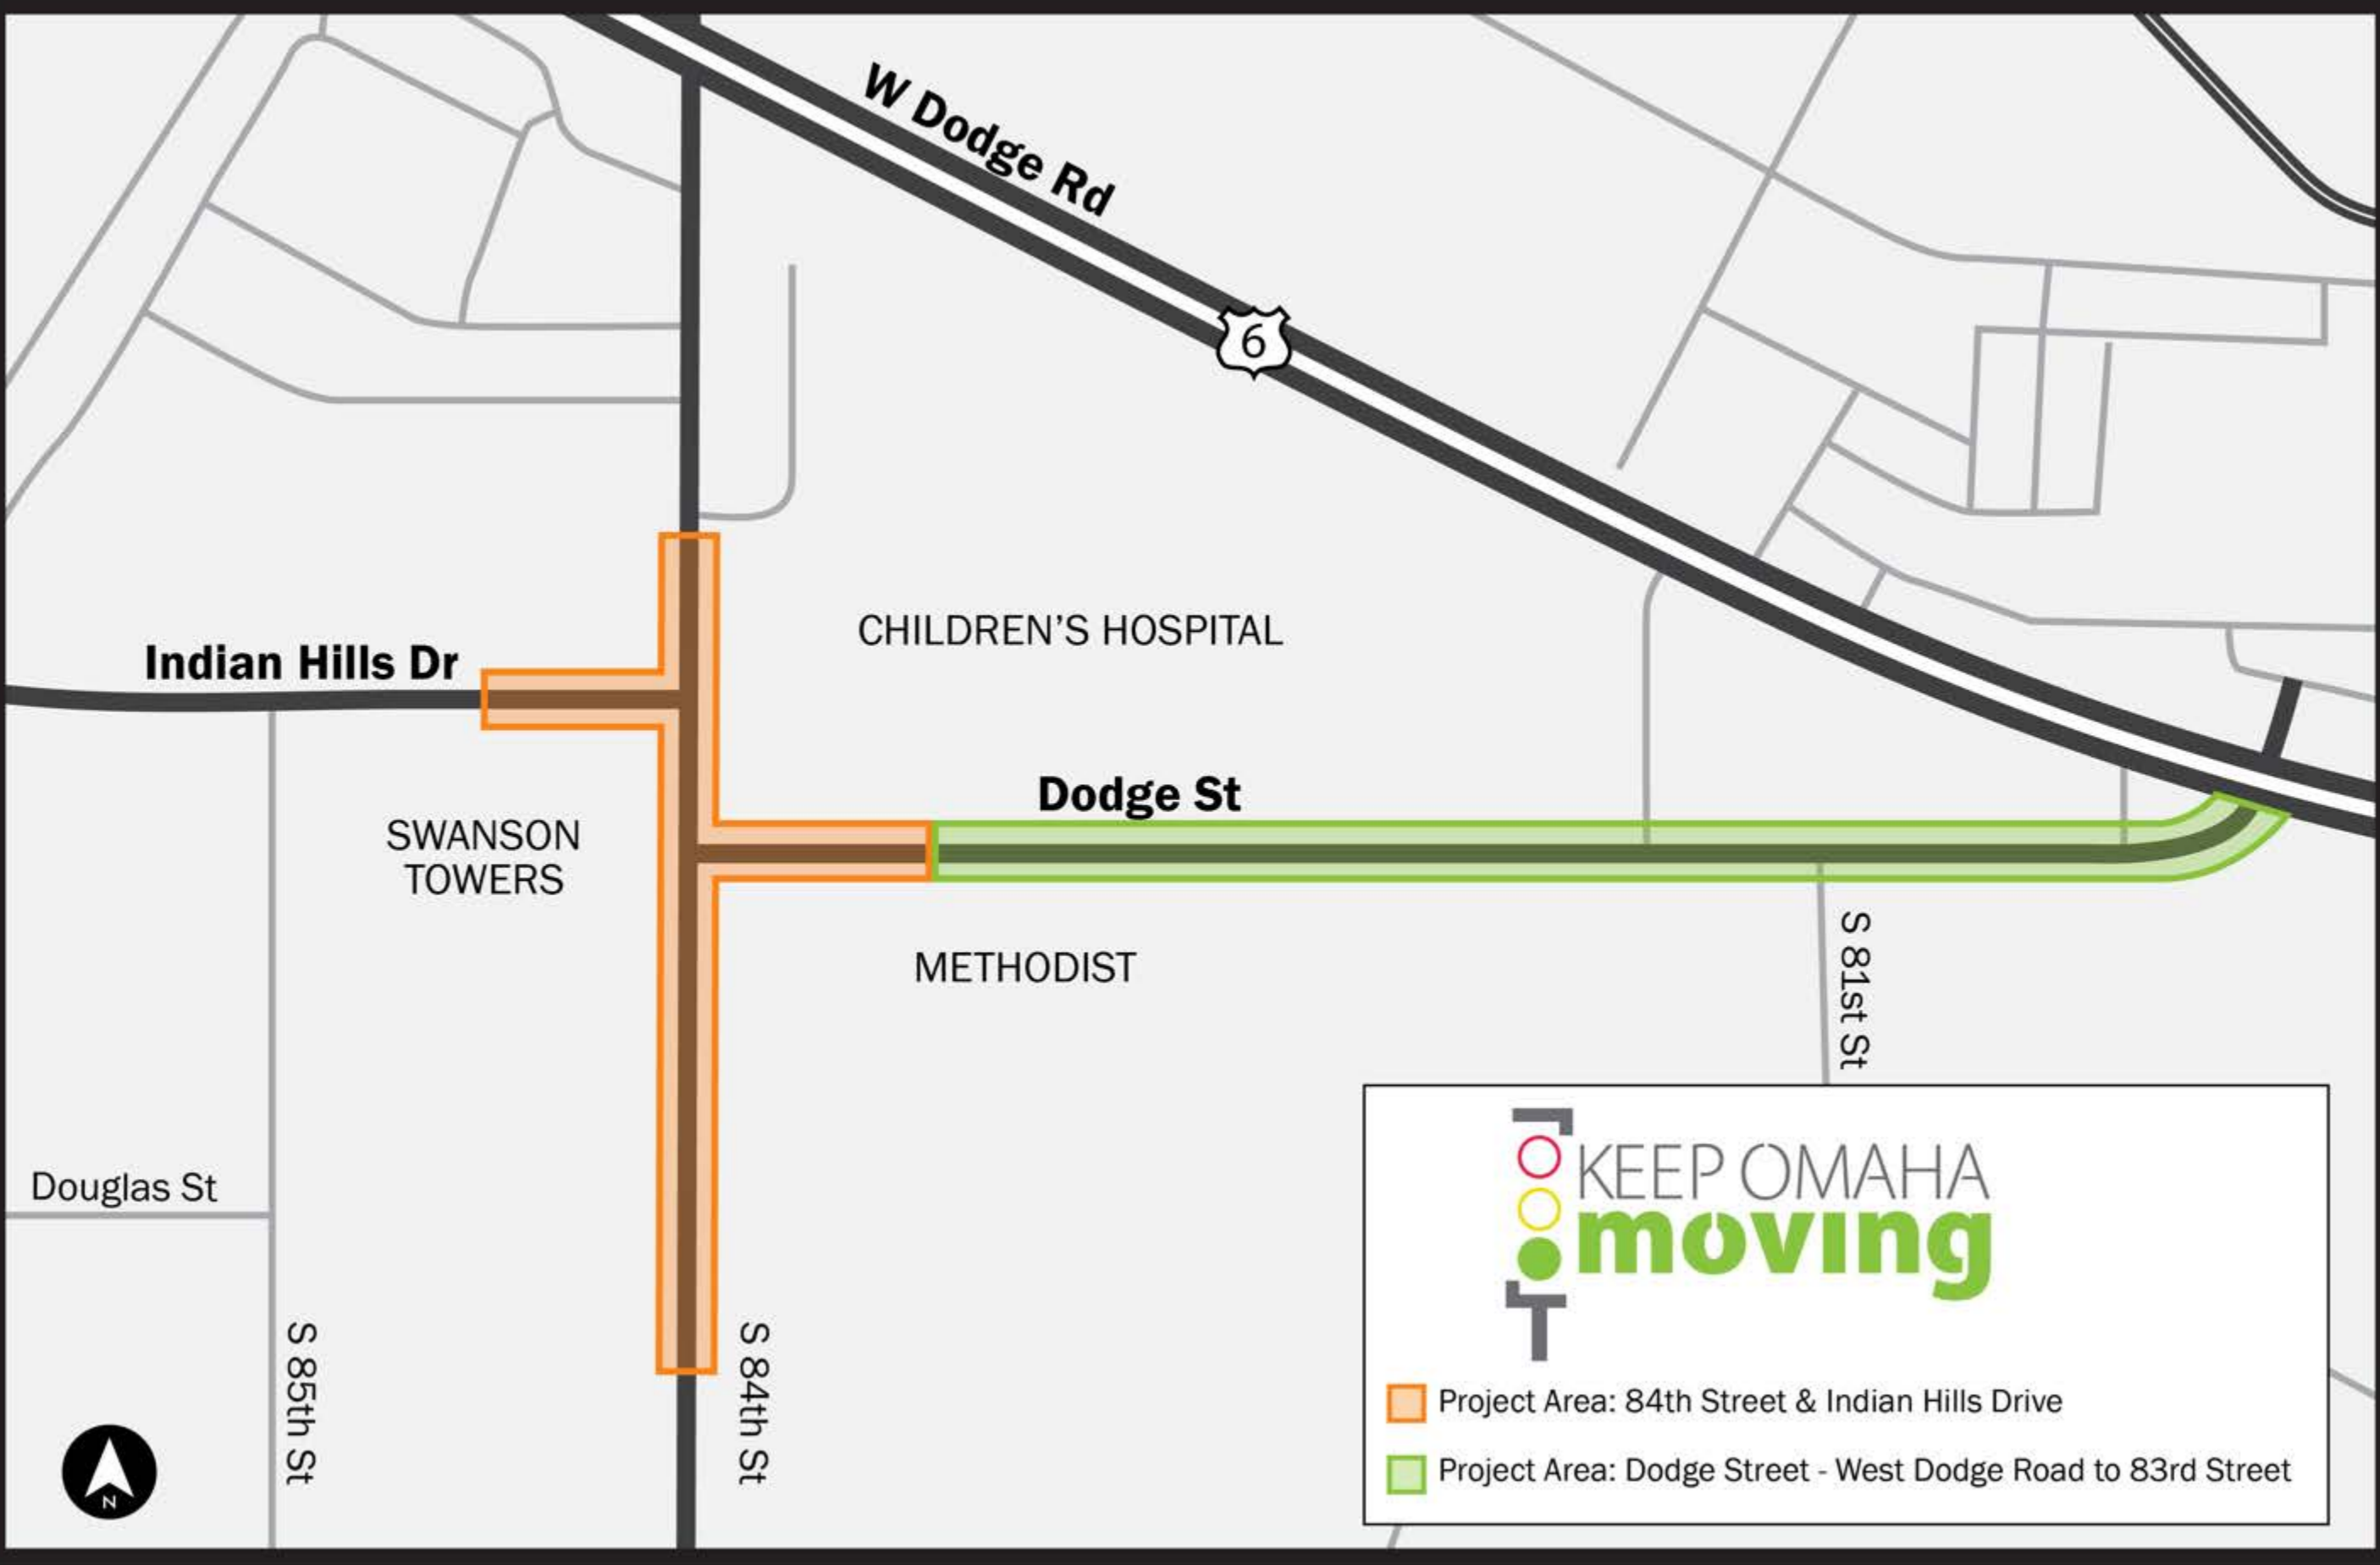 W Dodge Rd
6
CHILDREN'S HOSPITAL
Indian Hills Dr
Dodge St
SWANSON
TOWERS
METHODIST
S 81st St
Douglas St
S 85th St
S 84th St
N
KEEP OMAHA
moving
Project Area: 84th Street & Indian Hills Drive
Project Area: Dodge Street - West Dodge Road to 83rd Street